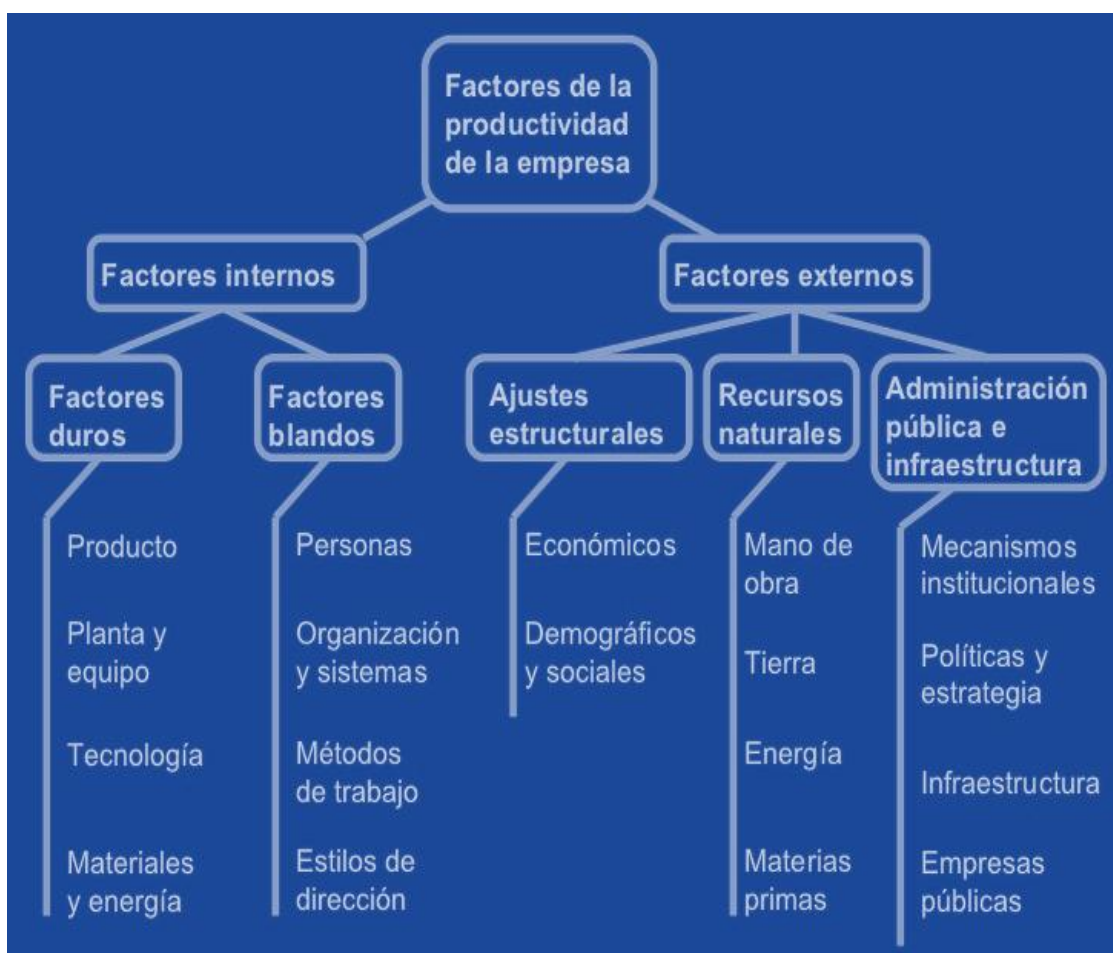 Factores de la
productividad
de la empresa
Factores internos
Factores externos
Factores
duros
Factores
blandos
Ajustes
estructurales
Recursos
naturales
Administración
pública e
infraestructura
Producto
Planta y
equipo
Tecnología
Materiales
y energía
Personas
Organización
y sistemas
Métodos
de trabajo
Estilos de
dirección
Económicos
Demográficos
y sociales
Mano de
obra
Tierra
Energía
Materias
primas
Mecanismos
institucionales
Políticas y
estrategia
Infraestructura
Empresas
públicas